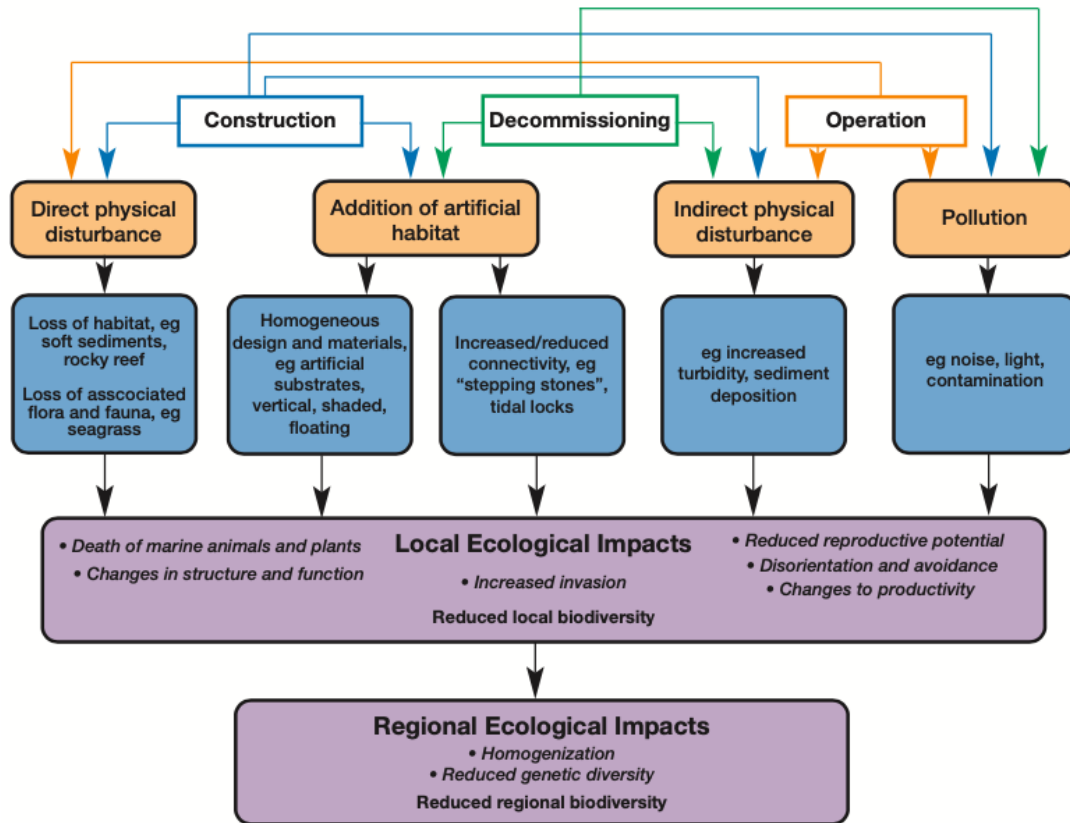 Construction
Decommissioning
Operation
Direct physical
disturbance
Addition of artificial
habitat
Indirect physical
disturbance
Pollution
Loss of habitat, eg
soft sediments,
rocky reef
Loss of asscociated
flora and fauna, eg
seagrass
Homogeneous
design and materials,
eg artificial
substrates,
vertical, shaded,
floating
Increased/reduced
connectivity, eg
“stepping stones”,
tidal locks
eg increased
turbidity, sediment
deposition
eg noise, light,
contamination
Local Ecological Impacts
• Death of marine animals and plants
• Changes in structure and function
• Increased invasion
• Reduced reproductive potential
• Disorientation and avoidance
• Changes to productivity
Reduced local biodiversity
Regional Ecological Impacts
• Homogenization
• Reduced genetic diversity
Reduced regional biodiversity